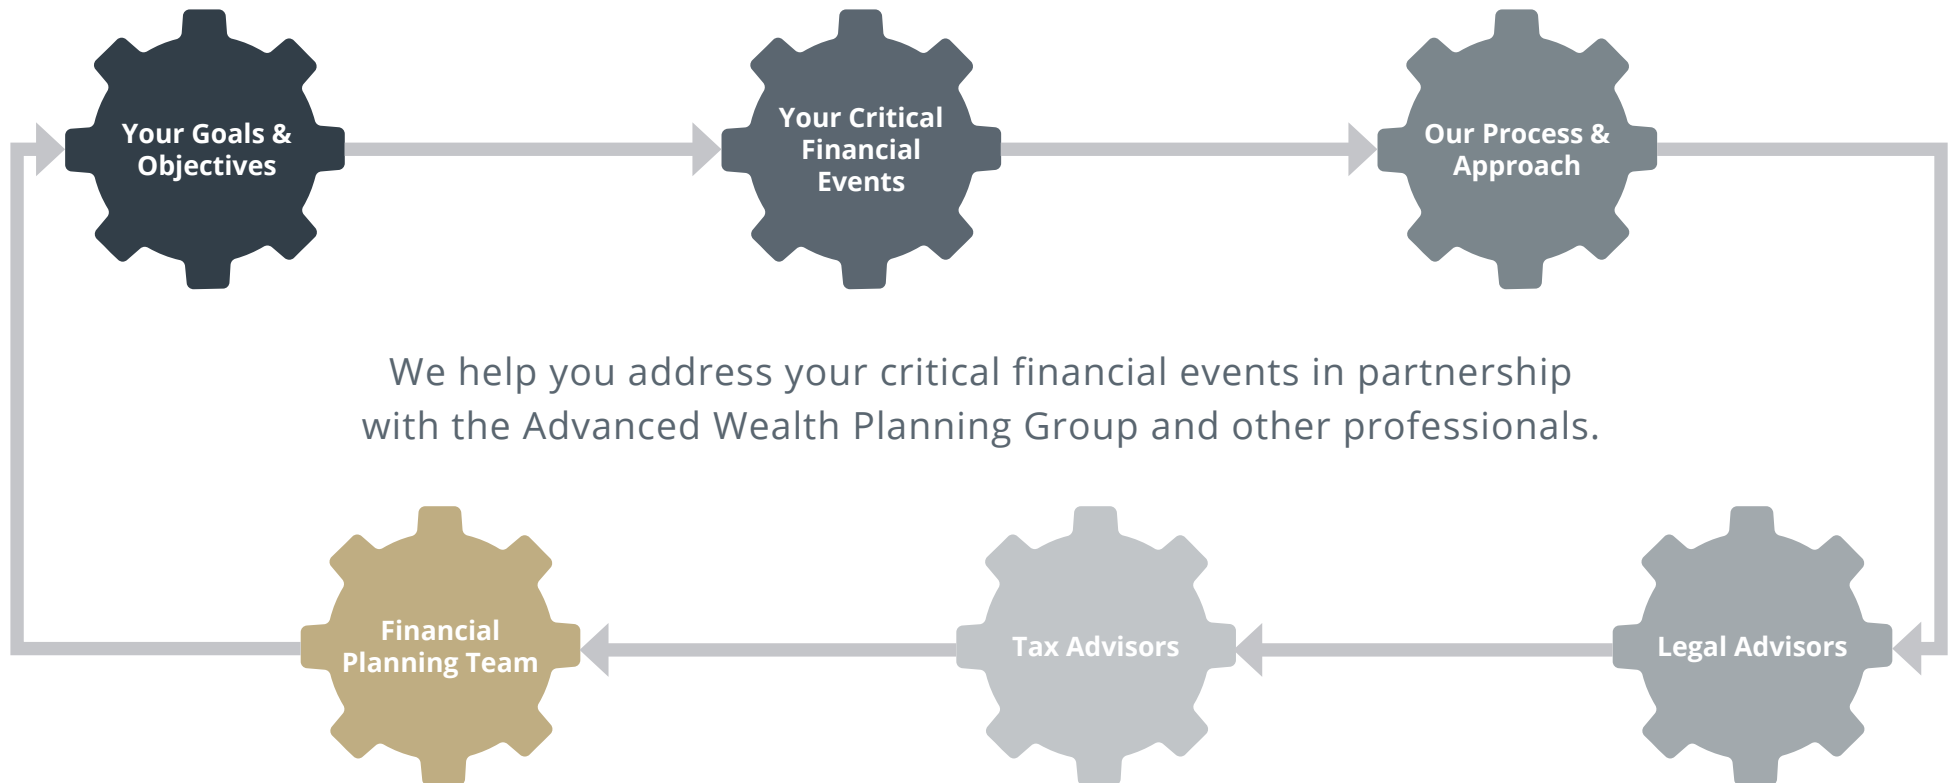 Your Goals &
Objectives
Your Critical
Financial
Events
Our Process &
Approach
We help you address your critical financial events in partnership
with the Advanced Wealth Planning Group and other professionals.
Financial
Planning Team
Tax Advisors
Legal Advisors